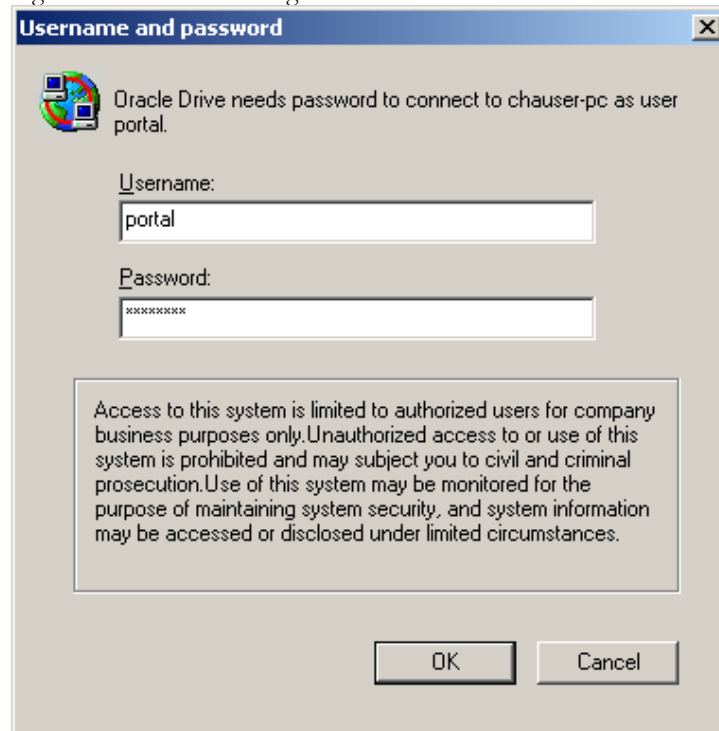 Username and password
Oracle Drive needs password to connect to chauser-pc as user
portal.
Username:
portal
Password:
********
Access to this system is limited to authorized users for company
business purposes only.Unauthorized access to or use of this
system is prohibited and may subject you to civil and criminal
prosecution.Use of this system may be monitored for the
purpose of maintaining system security, and system information
may be accessed or disclosed under limited circumstances.
OK
Cancel